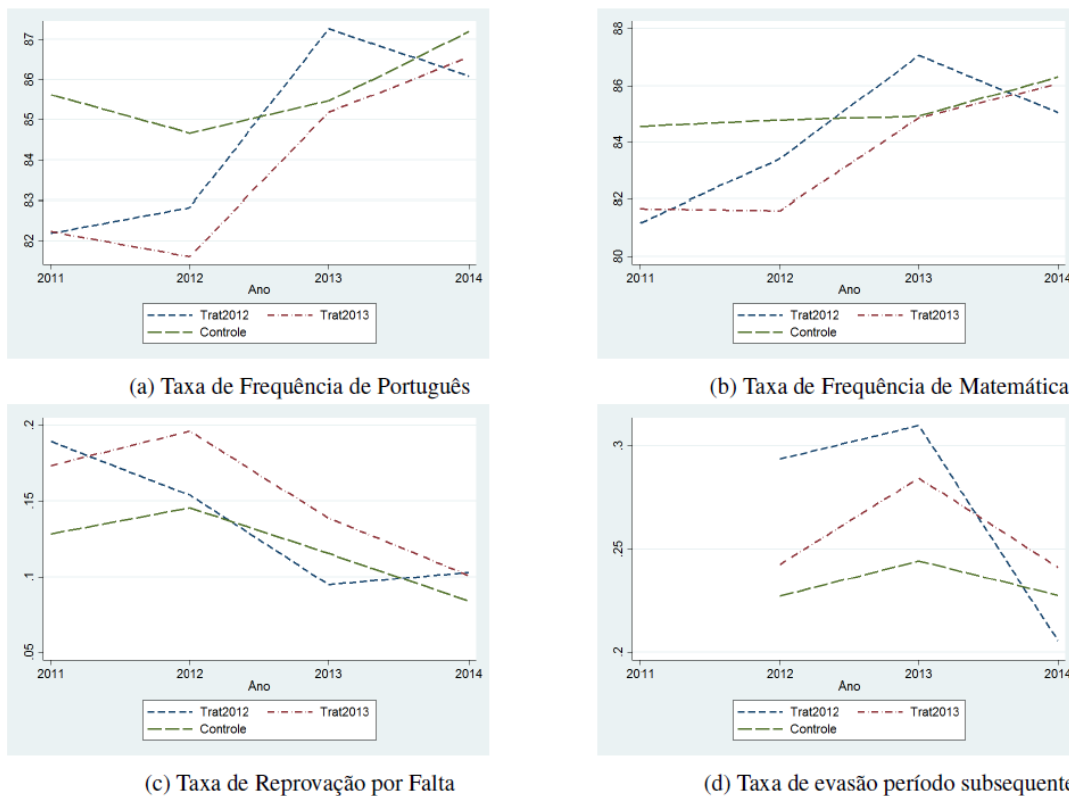 87
86
85
84
83
82
2011 2012 2013 2014
Ano
Trat2012 Trat2013
Controle
(a) Taxa de Frequência de Português
88
86
84
82
80
2011 2012 2013 2014
Ano
Trat2012 Trat2013
Controle
(b) Taxa de Frequência de Matemática
.2
.15
.1
.05
2011 2012 2013 2014
Ano
Trat2012 Trat2013
Controle
(c) Taxa de Reprovação por Falta
.3
.25
.2
2011 2012 2013 2014
Ano
Trat2012 Trat2013
Controle
(d) Taxa de evasão período subsequente